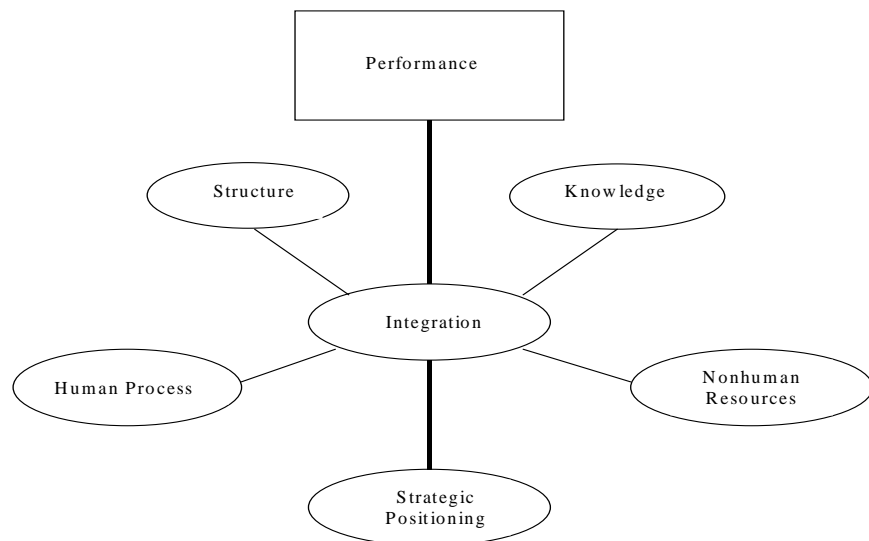 Performance
Structure
Knowledge
Integration
Human Process
Nonhuman
Resources
Strategic
Positioning